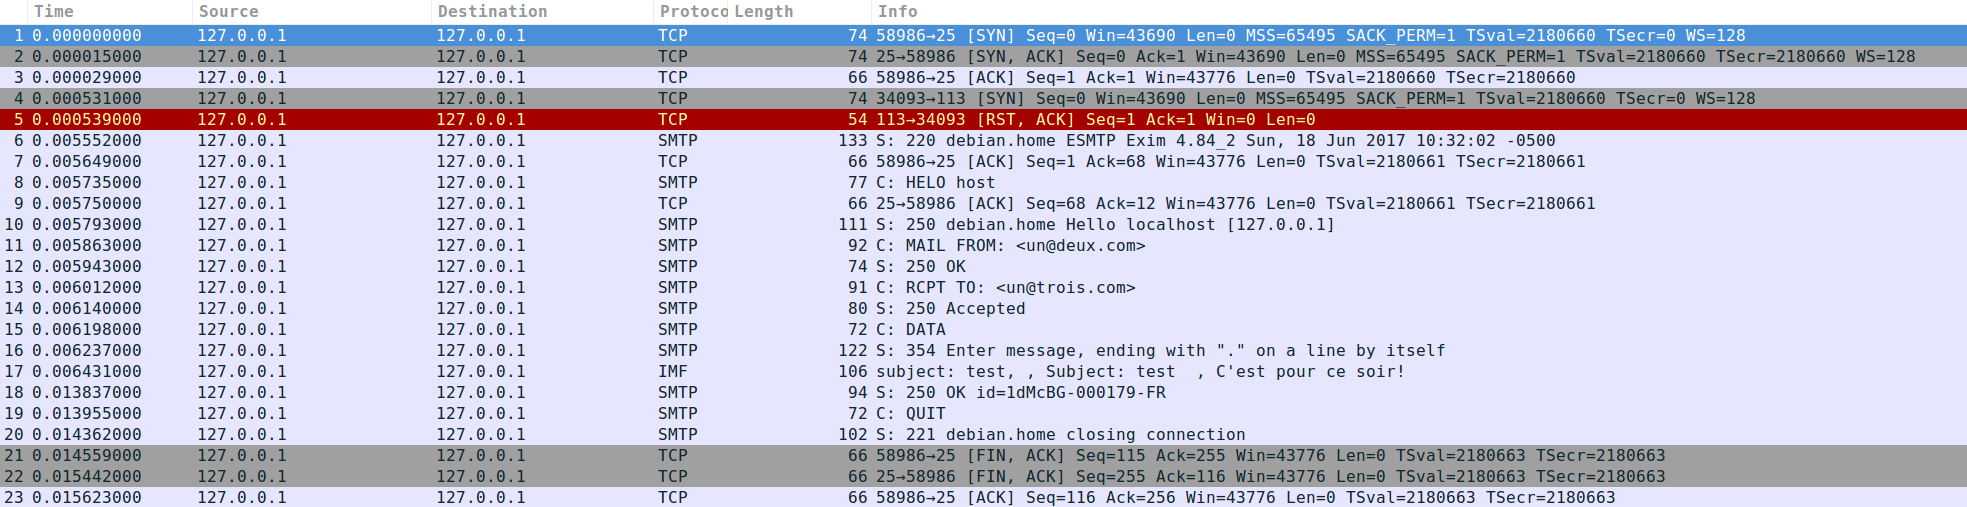 Time Source Destination Protoco Length Info
1 0.000000000 127.0.0.1 127.0.0.1 TCP 74 58986→25 [SYN] Seq=0 Win=43690 Len=0 MSS=65495 SACK_PERM=1 TSval=2180660 TSecr=0 WS=128
2 0.000015000 127.0.0.1 127.0.0.1 TCP 74 25→58986 [SYN, ACK] Seq=0 Ack=1 Win=43690 Len=0 MSS=65495 SACK_PERM=1 TSval=2180660 TSecr=2180660 WS=128
3 0.000029000 127.0.0.1 127.0.0.1 TCP 66 58986→25 [ACK] Seq=1 Ack=1 Win=43776 Len=0 TSval=2180660 TSecr=2180660
4 0.000531000 127.0.0.1 127.0.0.1 TCP 74 34093→113 [SYN] Seq=0 Win=43690 Len=0 MSS=65495 SACK_PERM=1 TSval=2180660 TSecr=0 WS=128
5 0.000539000 127.0.0.1 127.0.0.1 TCP 54 113→34093 [RST, ACK] Seq=1 Ack=1 Win=0 Len=0
6 0.005552000 127.0.0.1 127.0.0.1 SMTP 133 S: 220 debian.home ESMTP Exim 4.84_2 Sun, 18 Jun 2017 10:32:02 -0500
7 0.005649000 127.0.0.1 127.0.0.1 TCP 66 58986→25 [ACK] Seq=1 Ack=68 Win=43776 Len=0 TSval=2180661 TSecr=2180661
8 0.005735000 127.0.0.1 127.0.0.1 SMTP 77 C: HELO host
9 0.005750000 127.0.0.1 127.0.0.1 TCP 66 25→58986 [ACK] Seq=68 Ack=12 Win=43776 Len=0 TSval=2180661 TSecr=2180661
10 0.005793000 127.0.0.1 127.0.0.1 SMTP 111 S: 250 debian.home Hello localhost [127.0.0.1]
11 0.005863000 127.0.0.1 127.0.0.1 SMTP 92 C: MAIL FROM: <un@deux.com>
12 0.005943000 127.0.0.1 127.0.0.1 SMTP 74 S: 250 OK
13 0.006012000 127.0.0.1 127.0.0.1 SMTP 91 C: RCPT TO: <un@trois.com>
14 0.006140000 127.0.0.1 127.0.0.1 SMTP 80 S: 250 Accepted
15 0.006198000 127.0.0.1 127.0.0.1 SMTP 72 C: DATA
16 0.006237000 127.0.0.1 127.0.0.1 SMTP 122 S: 354 Enter message, ending with "." on a line by itself
17 0.006431000 127.0.0.1 127.0.0.1 IMF 106 subject: test, , Subject: test  , C'est pour ce soir!
18 0.013837000 127.0.0.1 127.0.0.1 SMTP 94 S: 250 OK id=1dMcBG-000179-FR
19 0.013955000 127.0.0.1 127.0.0.1 SMTP 72 C: QUIT
20 0.014362000 127.0.0.1 127.0.0.1 SMTP 102 S: 221 debian.home closing connection
21 0.014559000 127.0.0.1 127.0.0.1 TCP 66 58986→25 [FIN, ACK] Seq=115 Ack=255 Win=43776 Len=0 TSval=2180663 TSecr=2180663
22 0.015442000 127.0.0.1 127.0.0.1 TCP 66 25→58986 [FIN, ACK] Seq=255 Ack=116 Win=43776 Len=0 TSval=2180663 TSecr=2180663
23 0.015623000 127.0.0.1 127.0.0.1 TCP 66 58986→25 [ACK] Seq=116 Ack=256 Win=43776 Len=0 TSval=2180663 TSecr=2180663